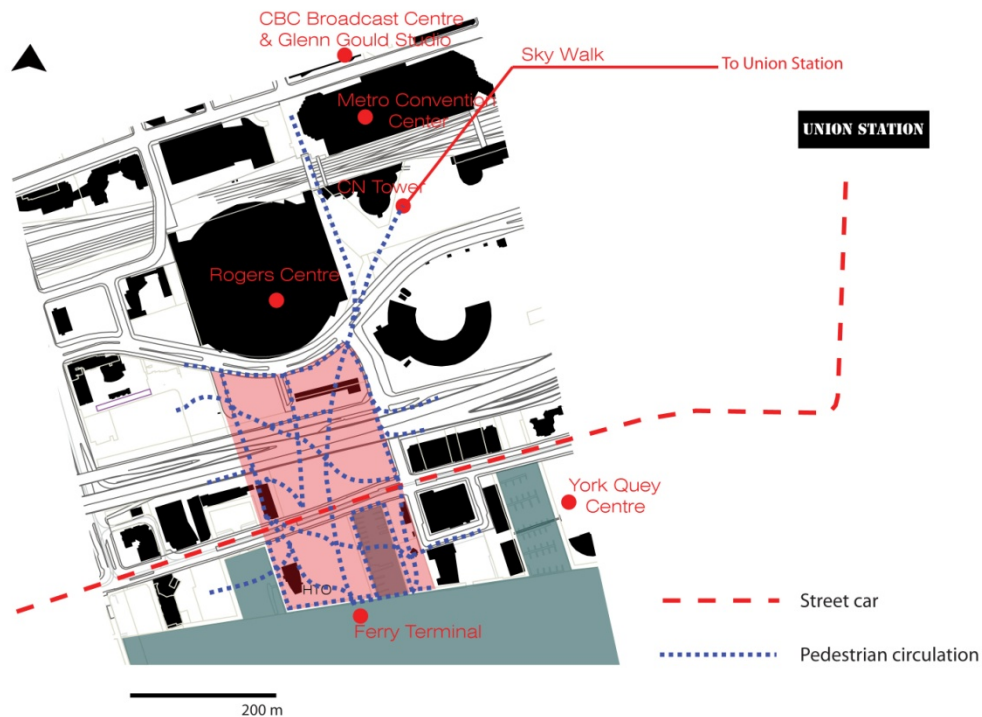 CBC Broadcast Centre
& Glenn Gould Studio
Sky Walk
To Union Station
Metro Convention
Center
UNION STATION
CN Tower
Rogers Centre
York Quey
Centre
HTO
Ferry Terminal
Street car
Pedestrian circulation
200 m